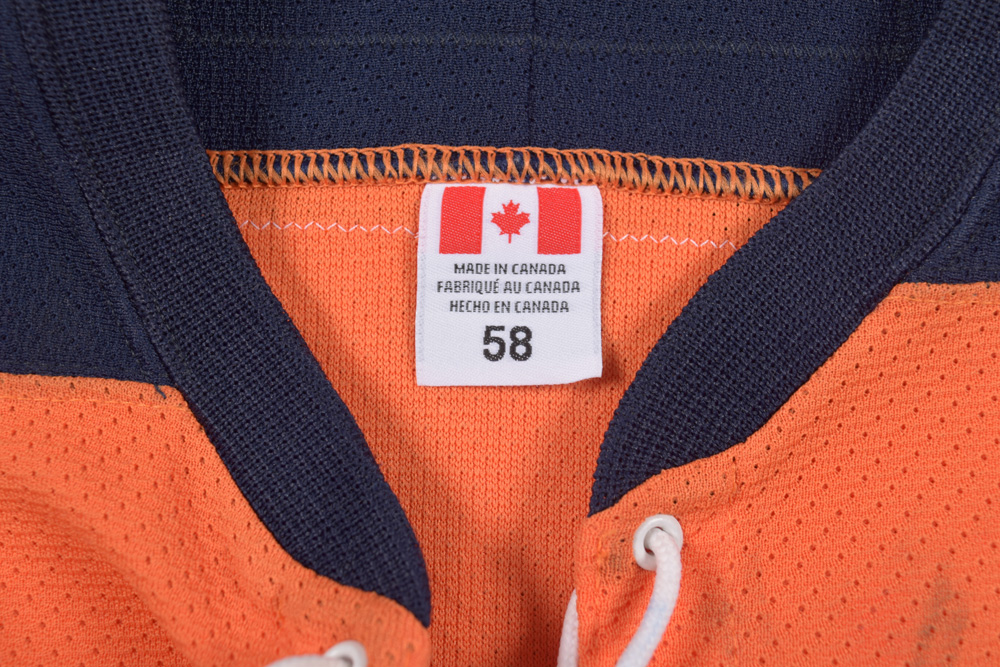 MADE IN CANADA
FABRIQUÉ AU CANADA
HECHO EN CANADA
58